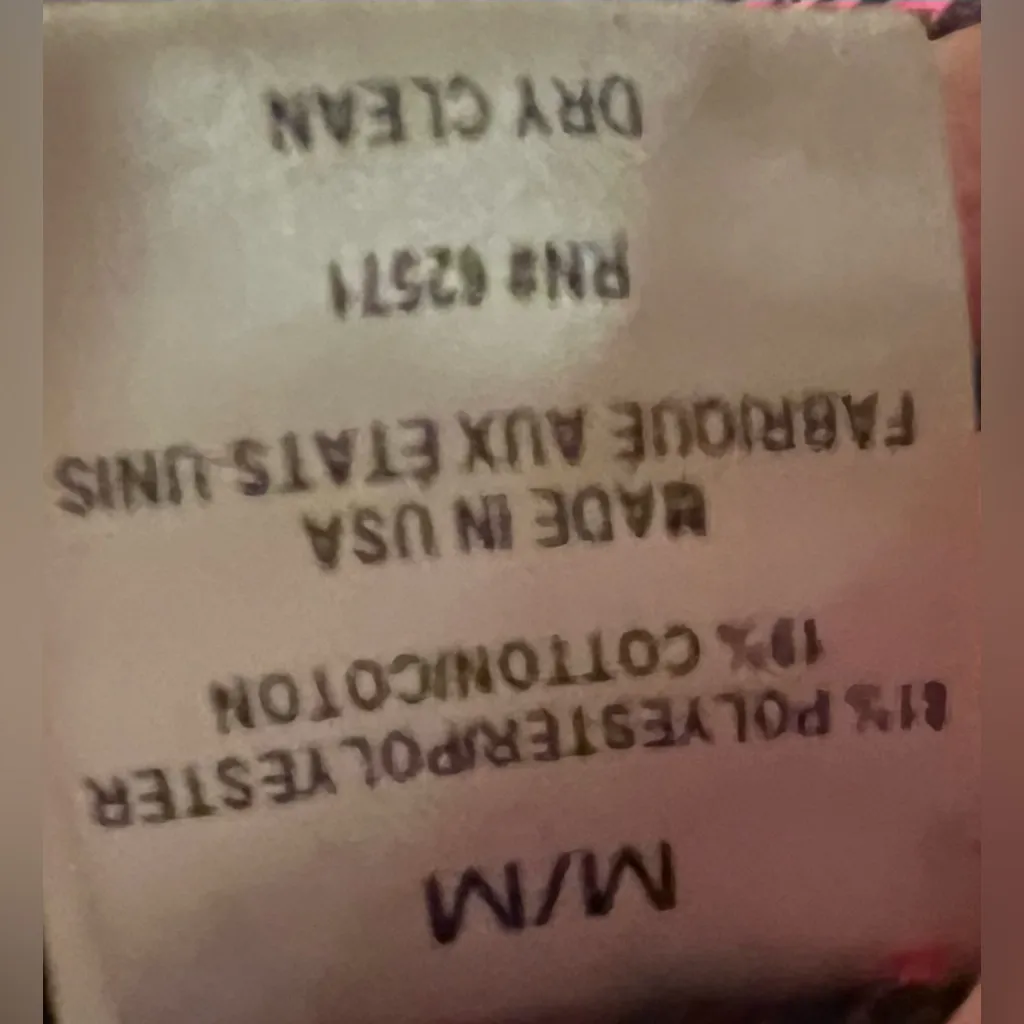 M/M
81% POLYESTER/POLYESTER
19% COTTON/COTON
MADE IN USA
FABRIQUÉ AUX ÉTATS-UNIS
RN# 62571
DRY CLEAN